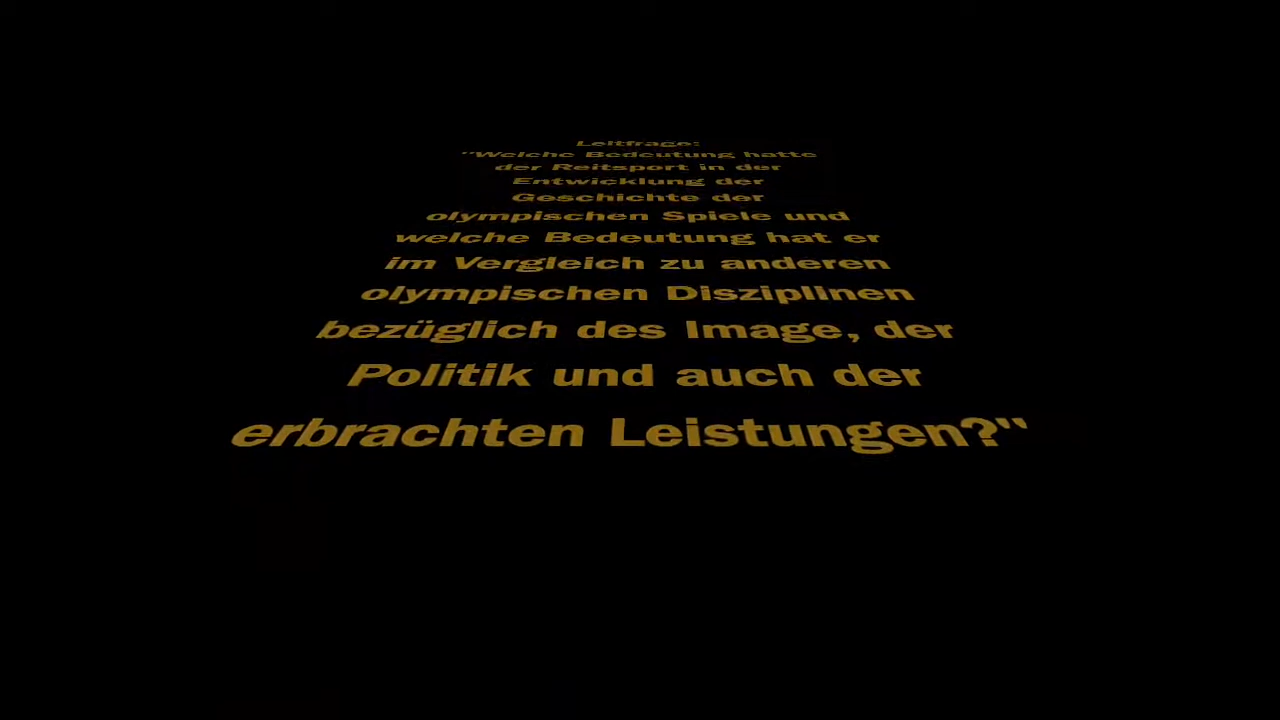 Leitfrage:
"Welche Bedeutung hatte
der Reitsport in der
Entwicklung der
Geschichte der
olympischen Spiele und
welche Bedeutung hat er
im Vergleich zu anderen
olympischen Disziplinen
bezüglich des Image, der
Politik und auch der
erbrachten Leistungen?"